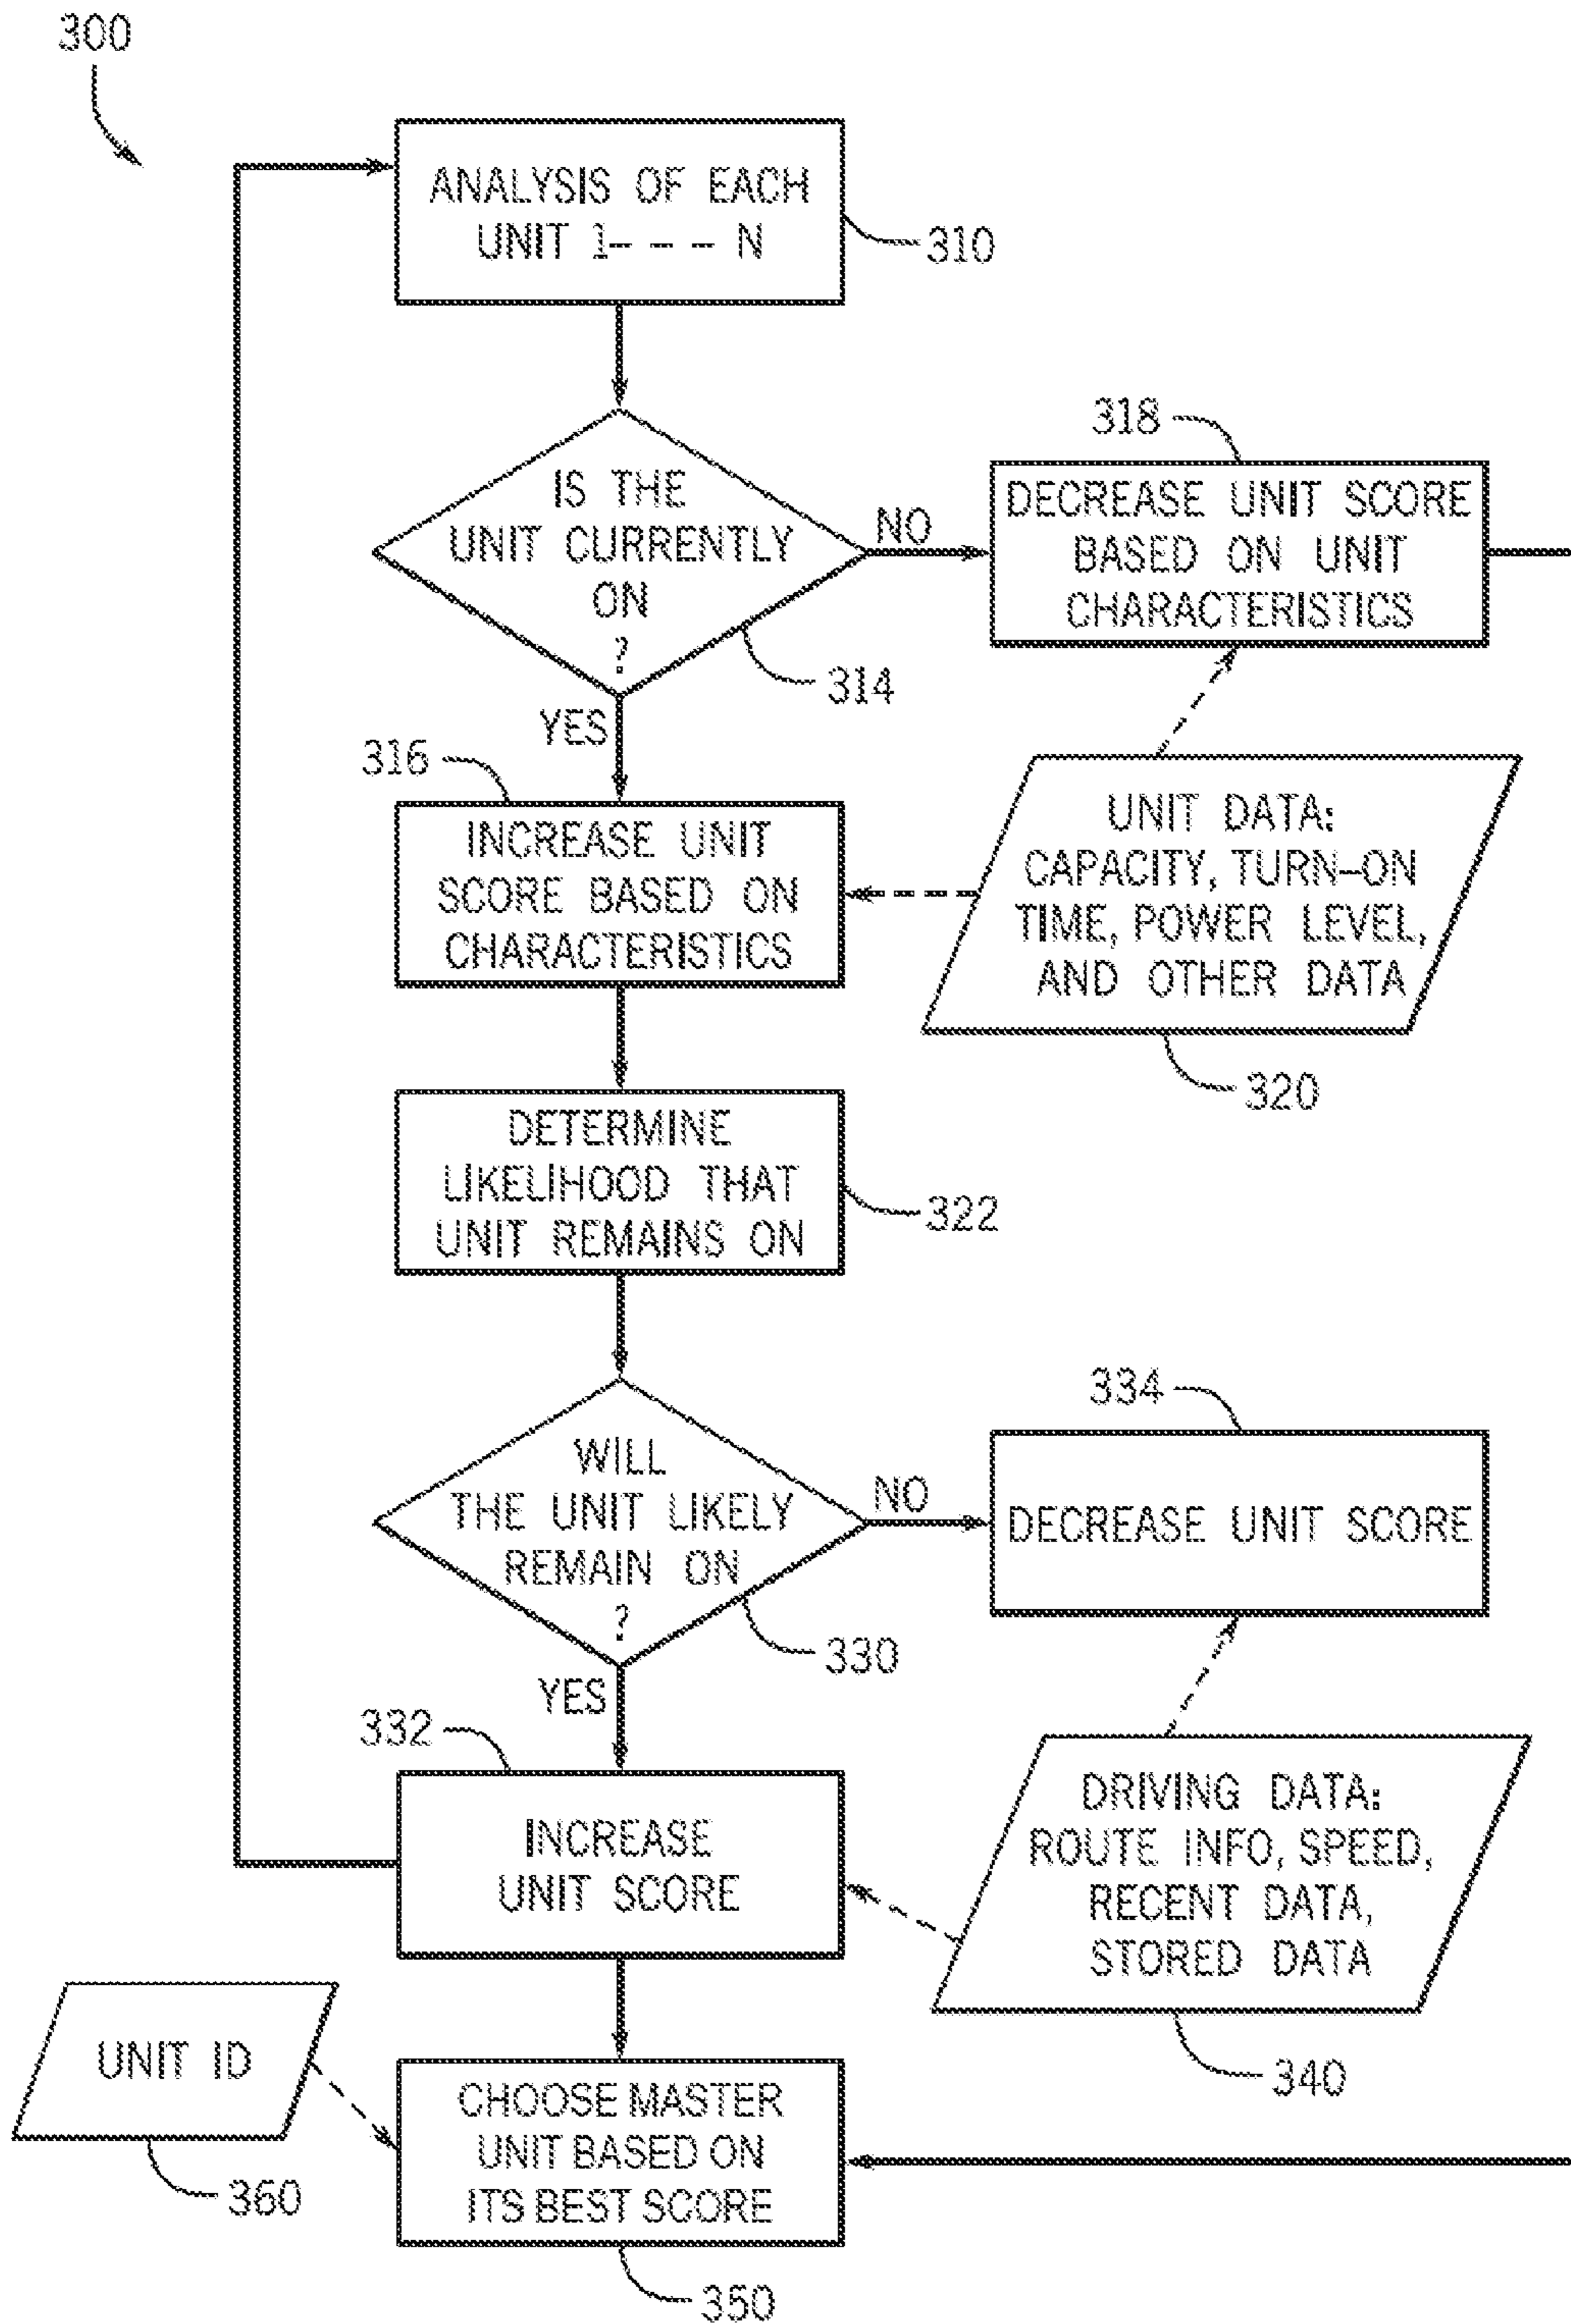 300
ANALYSIS OF EACH
UNIT 1- - - - N
310
IS THE
UNIT CURRENTLY
ON
?
314
NO
318
DECREASE UNIT SCORE
BASED ON UNIT
CHARACTERISTICS
YES
316
INCREASE UNIT
SCORE BASED ON
CHARACTERISTICS
UNIT DATA:
CAPACITY, TURN-ON
TIME, POWER LEVEL,
AND OTHER DATA
320
DETERMINE
LIKELIHOOD THAT
UNIT REMAINS ON
322
WILL
THE UNIT LIKELY
REMAIN ON
?
330
NO
334
DECREASE UNIT SCORE
YES
332
INCREASE
UNIT SCORE
DRIVING DATA:
ROUTE INFO, SPEED,
RECENT DATA,
STORED DATA
340
UNIT ID
360
CHOOSE MASTER
UNIT BASED ON
ITS BEST SCORE
350